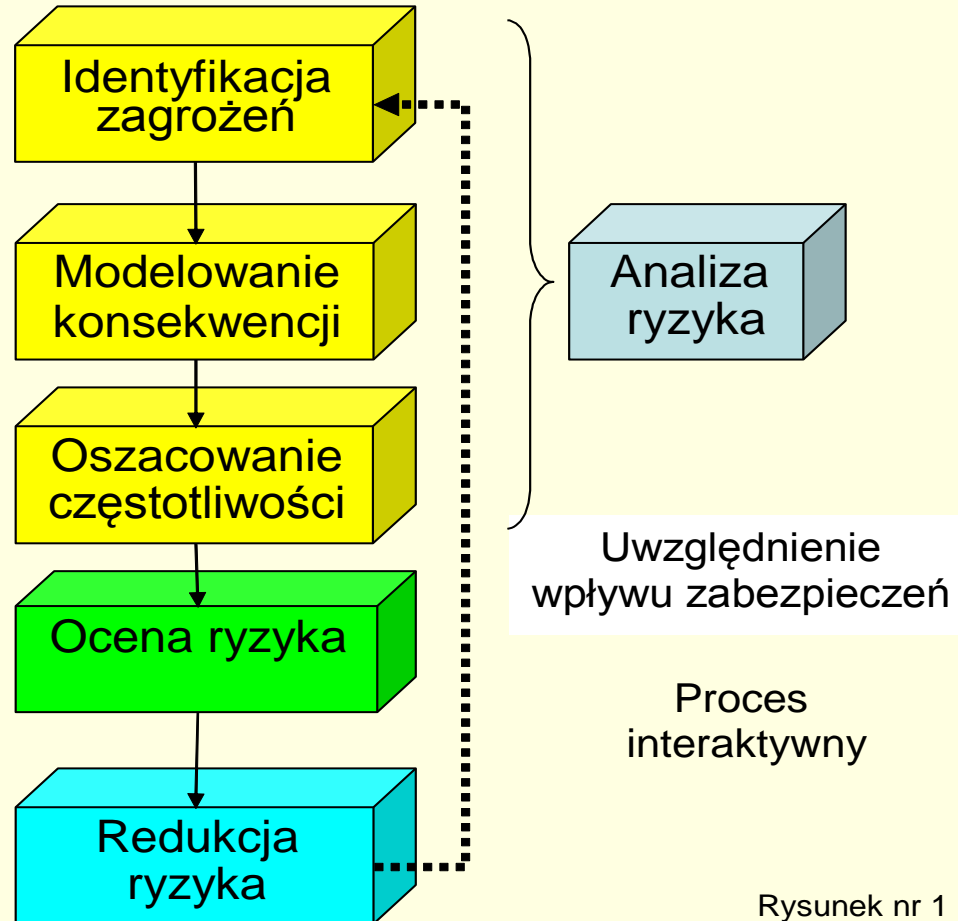 Identyfikacja
zagrożeń
Modelowanie
konsekwencji
Oszacowanie
częstotliwości
Ocena ryzyka
Redukcja
ryzyka
Analiza
ryzyka
Uwzględnienie
wpływu zabezpieczeń
Proces
interaktywny
Rysunek nr 1